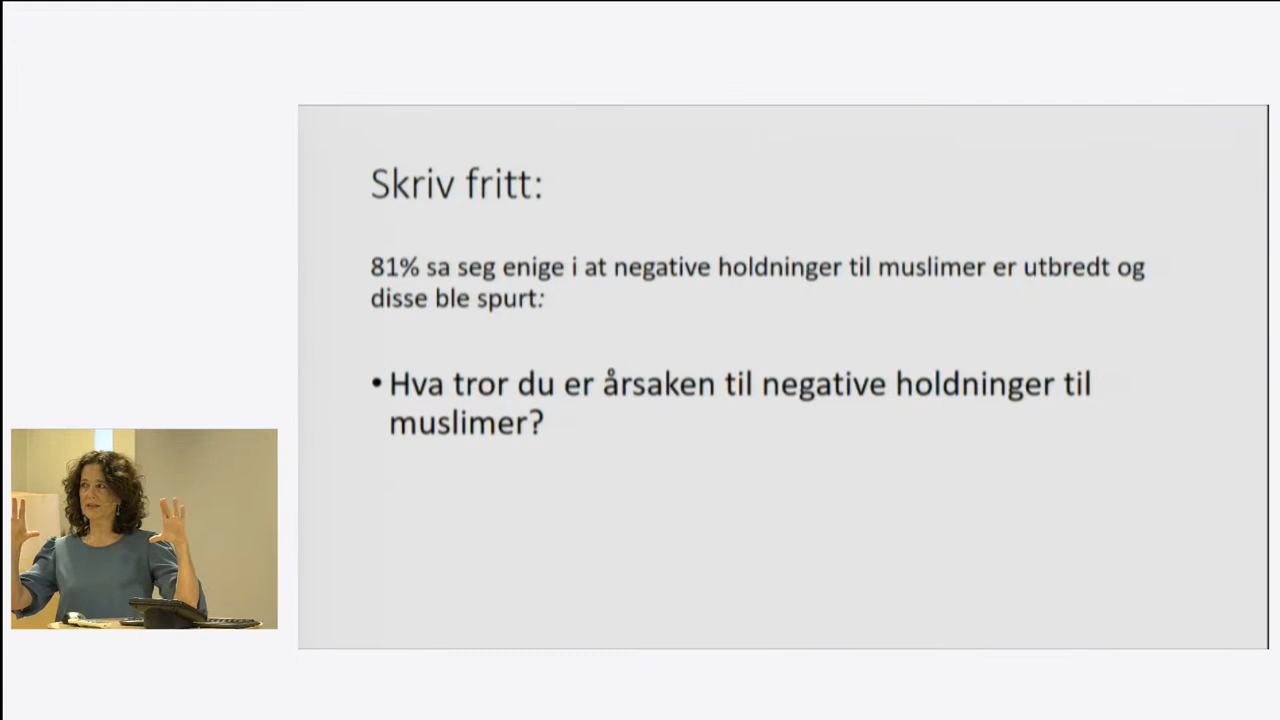 Skriv fritt:
81% sa seg enige i at negative holdninger til muslimer er utbredt og
disse ble spurt:
• Hva tror du er årsaken til negative holdninger til
muslimer?